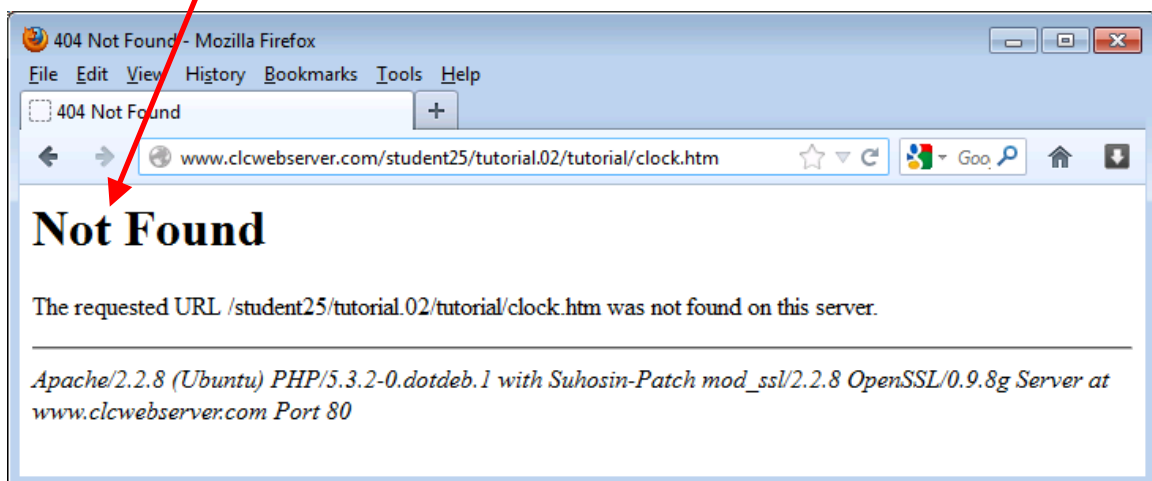 404 Not Found - Mozilla Firefox
File Edit View History Bookmarks Tools Help
404 Not Found
www.clcwebserver.com/student25/tutorial.02/tutorial/clock.htm Goo
Not Found
The requested URL /student25/tutorial.02/tutorial/clock.htm was not found on this server.
Apache/2.2.8 (Ubuntu) PHP/5.3.2-0.dotdeb.1 with Suhosin-Patch mod_ssl/2.2.8 OpenSSL/0.9.8g Server at
www.clcwebserver.com Port 80